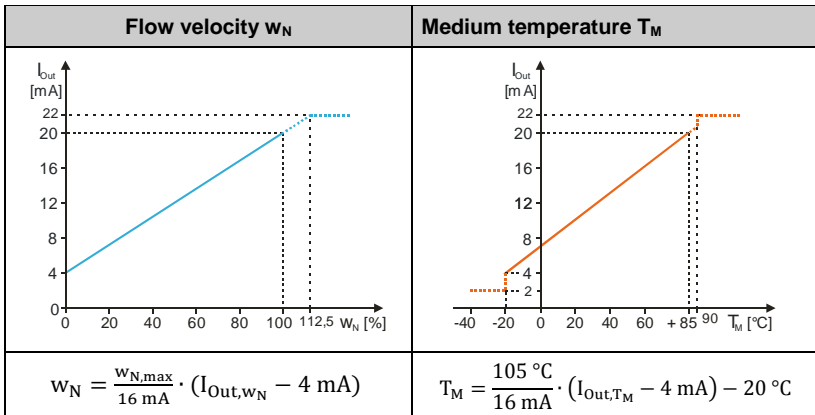 Flow velocity wN
Medium temperature TM
IOut
[mA]
22
20
16
12
8
4
0
0 20 40 60 80 100 112,5 wN [%]
IOut
[mA]
22
20
16
12
8
4
2
-40 -20 0 20 40 60 + 85 90 TM [°C]
wN = wN,max / 16 mA · (IOut,wN − 4 mA)
TM = 105 °C / 16 mA · (IOut,TM − 4 mA) − 20 °C